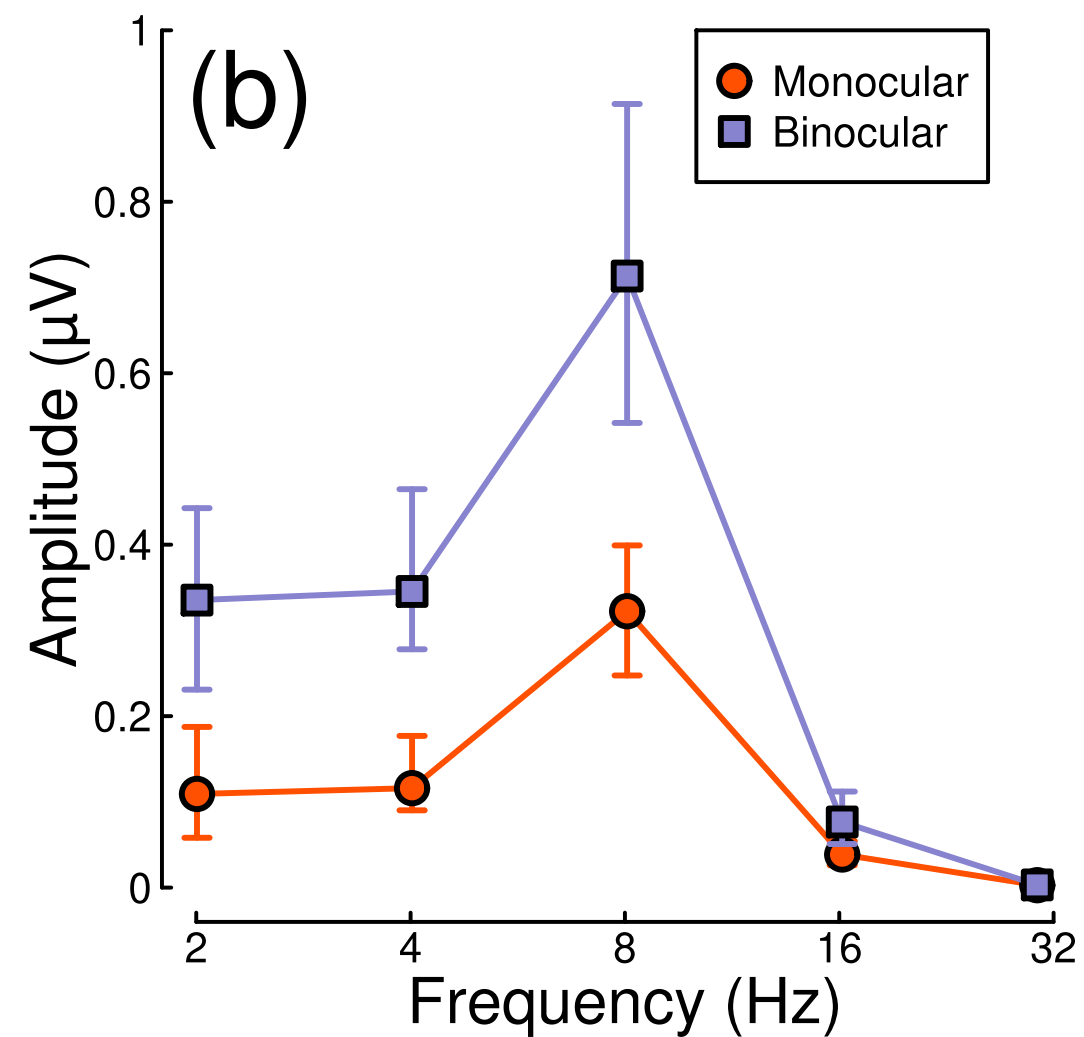 (b)
Monocular
Binocular
Amplitude (µV)
1
0.8
0.6
0.4
0.2
0
2 4 8 16 32
Frequency (Hz)